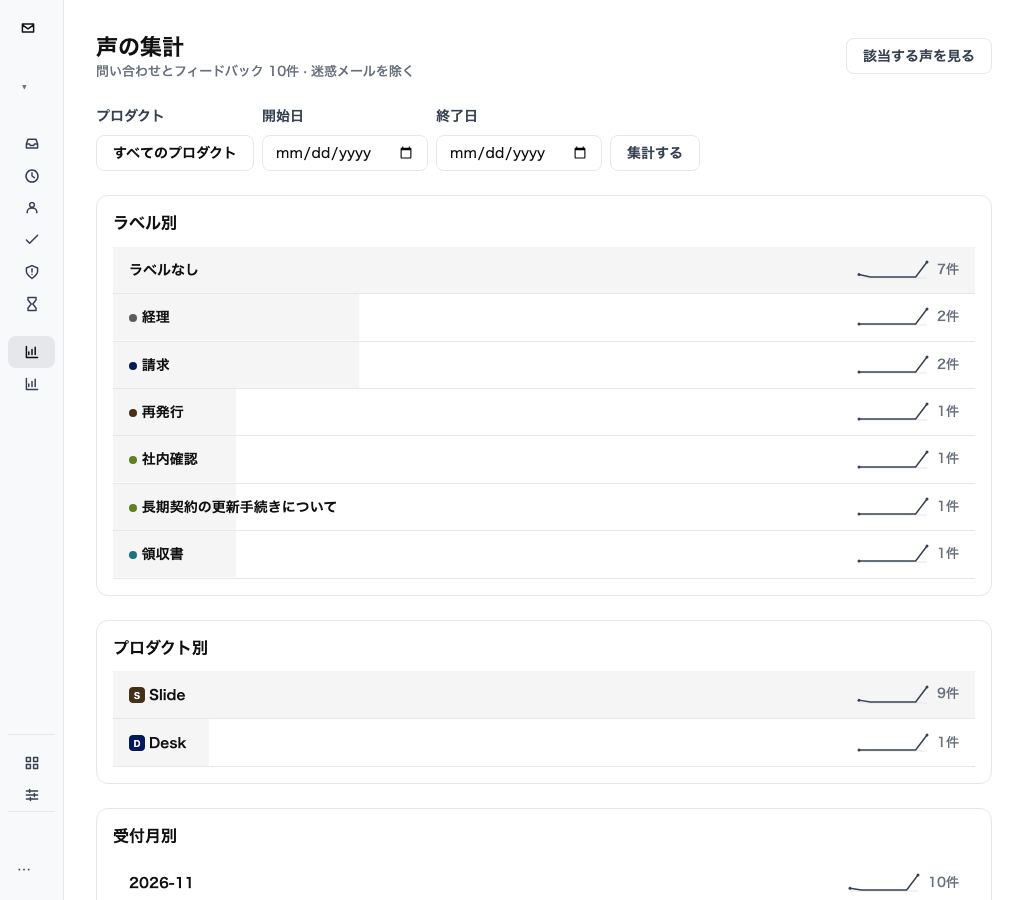 声の集計
問い合わせとフィードバック 10件 · 迷惑メールを除く
該当する声を見る
プロダクト
開始日
終了日
すべてのプロダクト
mm/dd/yyyy
mm/dd/yyyy
集計する
ラベル別
ラベルなし 7件
経理 2件
請求 2件
再発行 1件
社内確認 1件
長期契約の更新手続きについて 1件
領収書 1件
プロダクト別
S Slide 9件
D Desk 1件
受付月別
2026-11 10件